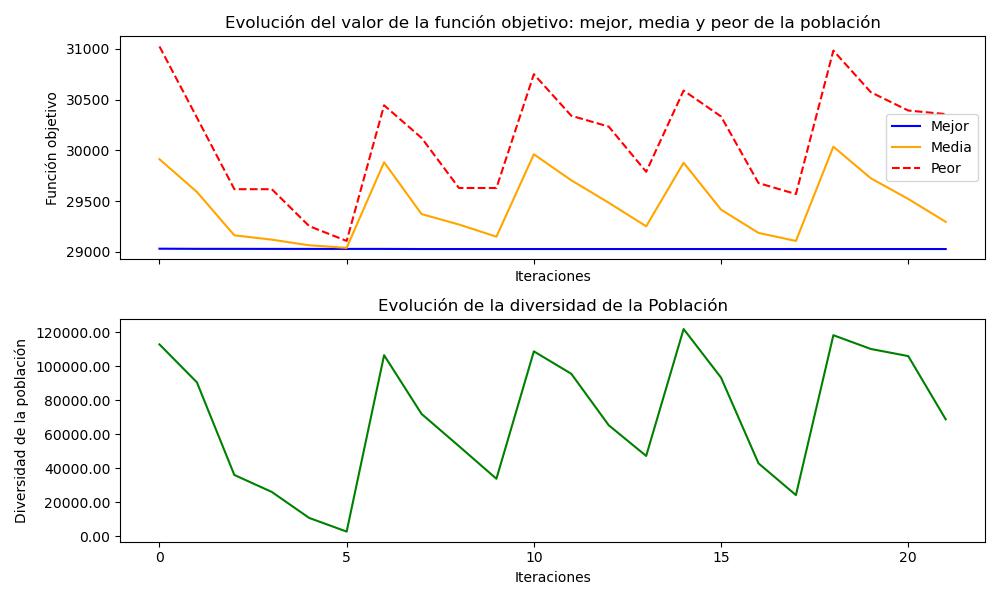 Evolución del valor de la función objetivo: mejor, media y peor de la población
31000
30500
30000
29500
29000
Función objetivo
Mejor
Media
Peor
Iteraciones
Evolución de la diversidad de la Población
120000.00
100000.00
80000.00
60000.00
40000.00
20000.00
0.00
Diversidad de la población
0 5 10 15 20
Iteraciones